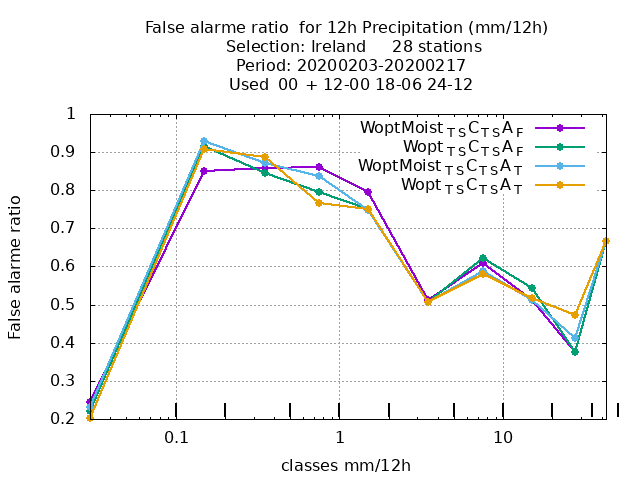 False alarme ratio  for 12h Precipitation (mm/12h)
Selection: Ireland     28 stations
Period: 20200203-20200217
Used  00 + 12-00 18-06 24-12
WoptMoist TS C TS A F
Wopt TS C TS A F
WoptMoist TS C TS A T
Wopt TS C TS A T
1
0.9
0.8
0.7
0.6
0.5
0.4
0.3
0.2
False alarme ratio
0.1 1 10
classes mm/12h